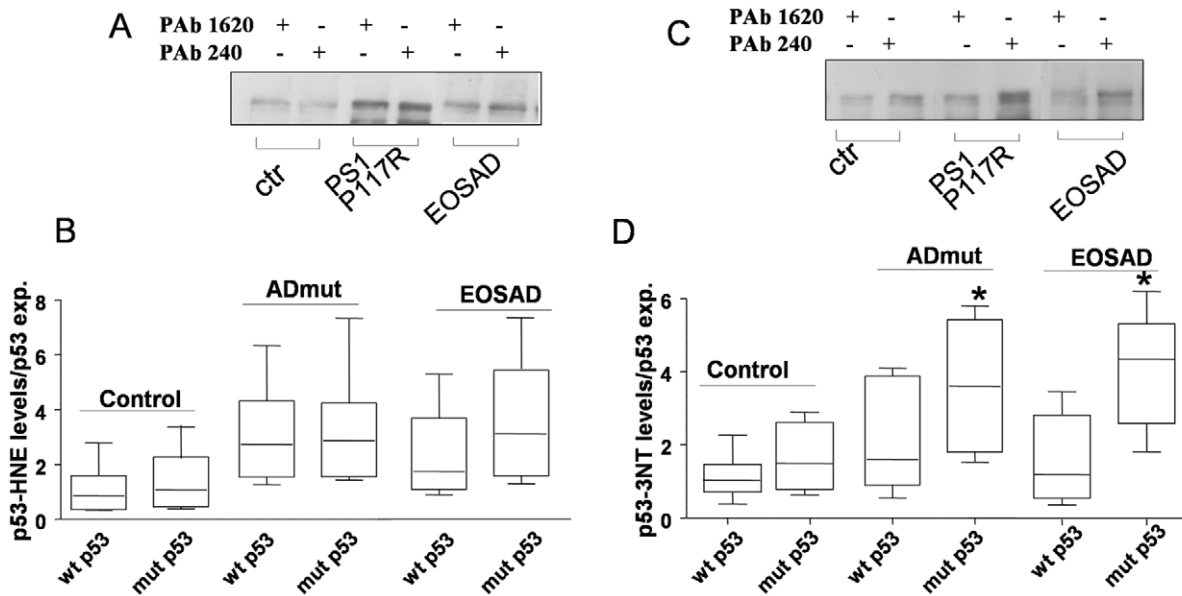 A
PAb 1620 + - + - + -
PAb 240 - + - + - +
ctr
PS1
P117R
EOSAD
C
PAb 1620 + - + - + -
PAb 240 - + - + - +
ctr
PS1
P117R
EOSAD
B
p53-HNE levels/p53 exp.
8
6
4
2
0
Control
ADmut
EOSAD
wt p53
mut p53
wt p53
mut p53
wt p53
mut p53
D
p53-3NT levels/p53 exp.
6
4
2
0
Control
ADmut
EOSAD
*
*
wt p53
mut p53
wt p53
mut p53
wt p53
mut p53